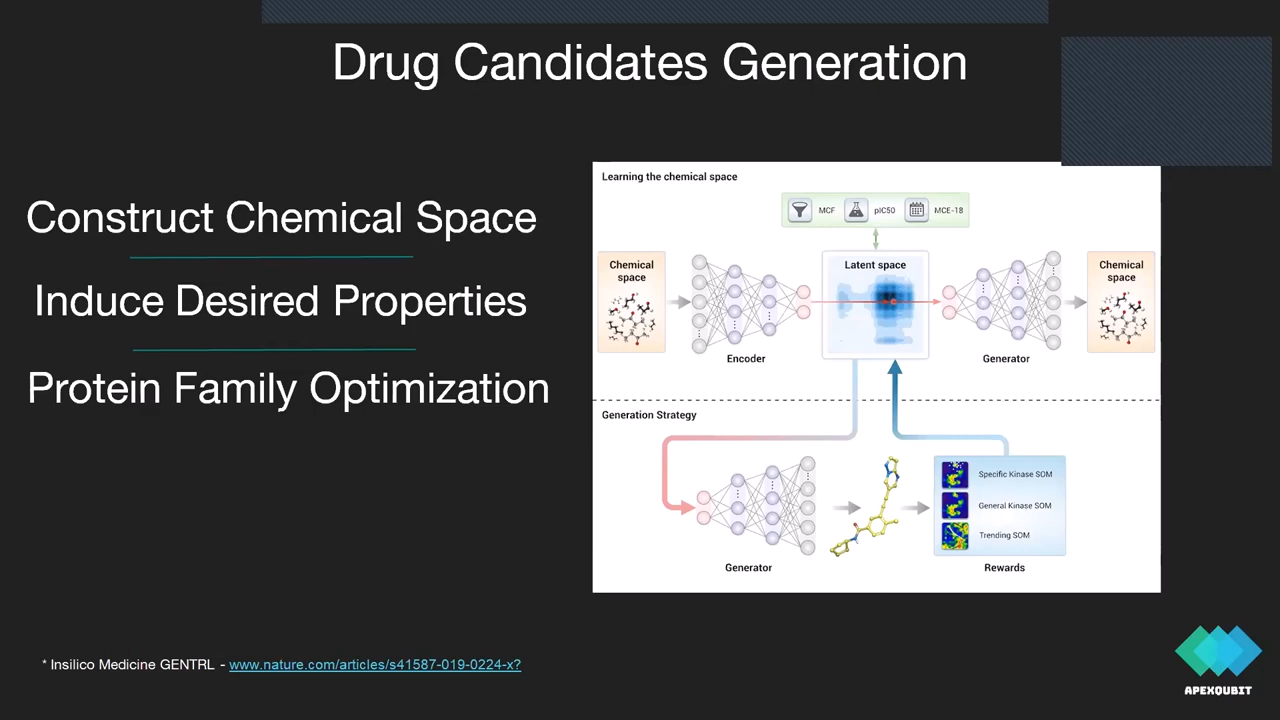 Drug Candidates Generation
Construct Chemical Space
Induce Desired Properties
Protein Family Optimization
Learning the chemical space
MCF
pIC50
MCE-18
Chemical
space
Encoder
Latent space
Generator
Chemical
space
Generation Strategy
Generator
Specific Kinase SOM
General Kinase SOM
Trending SOM
Rewards
* Insilico Medicine GENTRL - www.nature.com/articles/s41587-019-0224-x?
APEXQUBIT